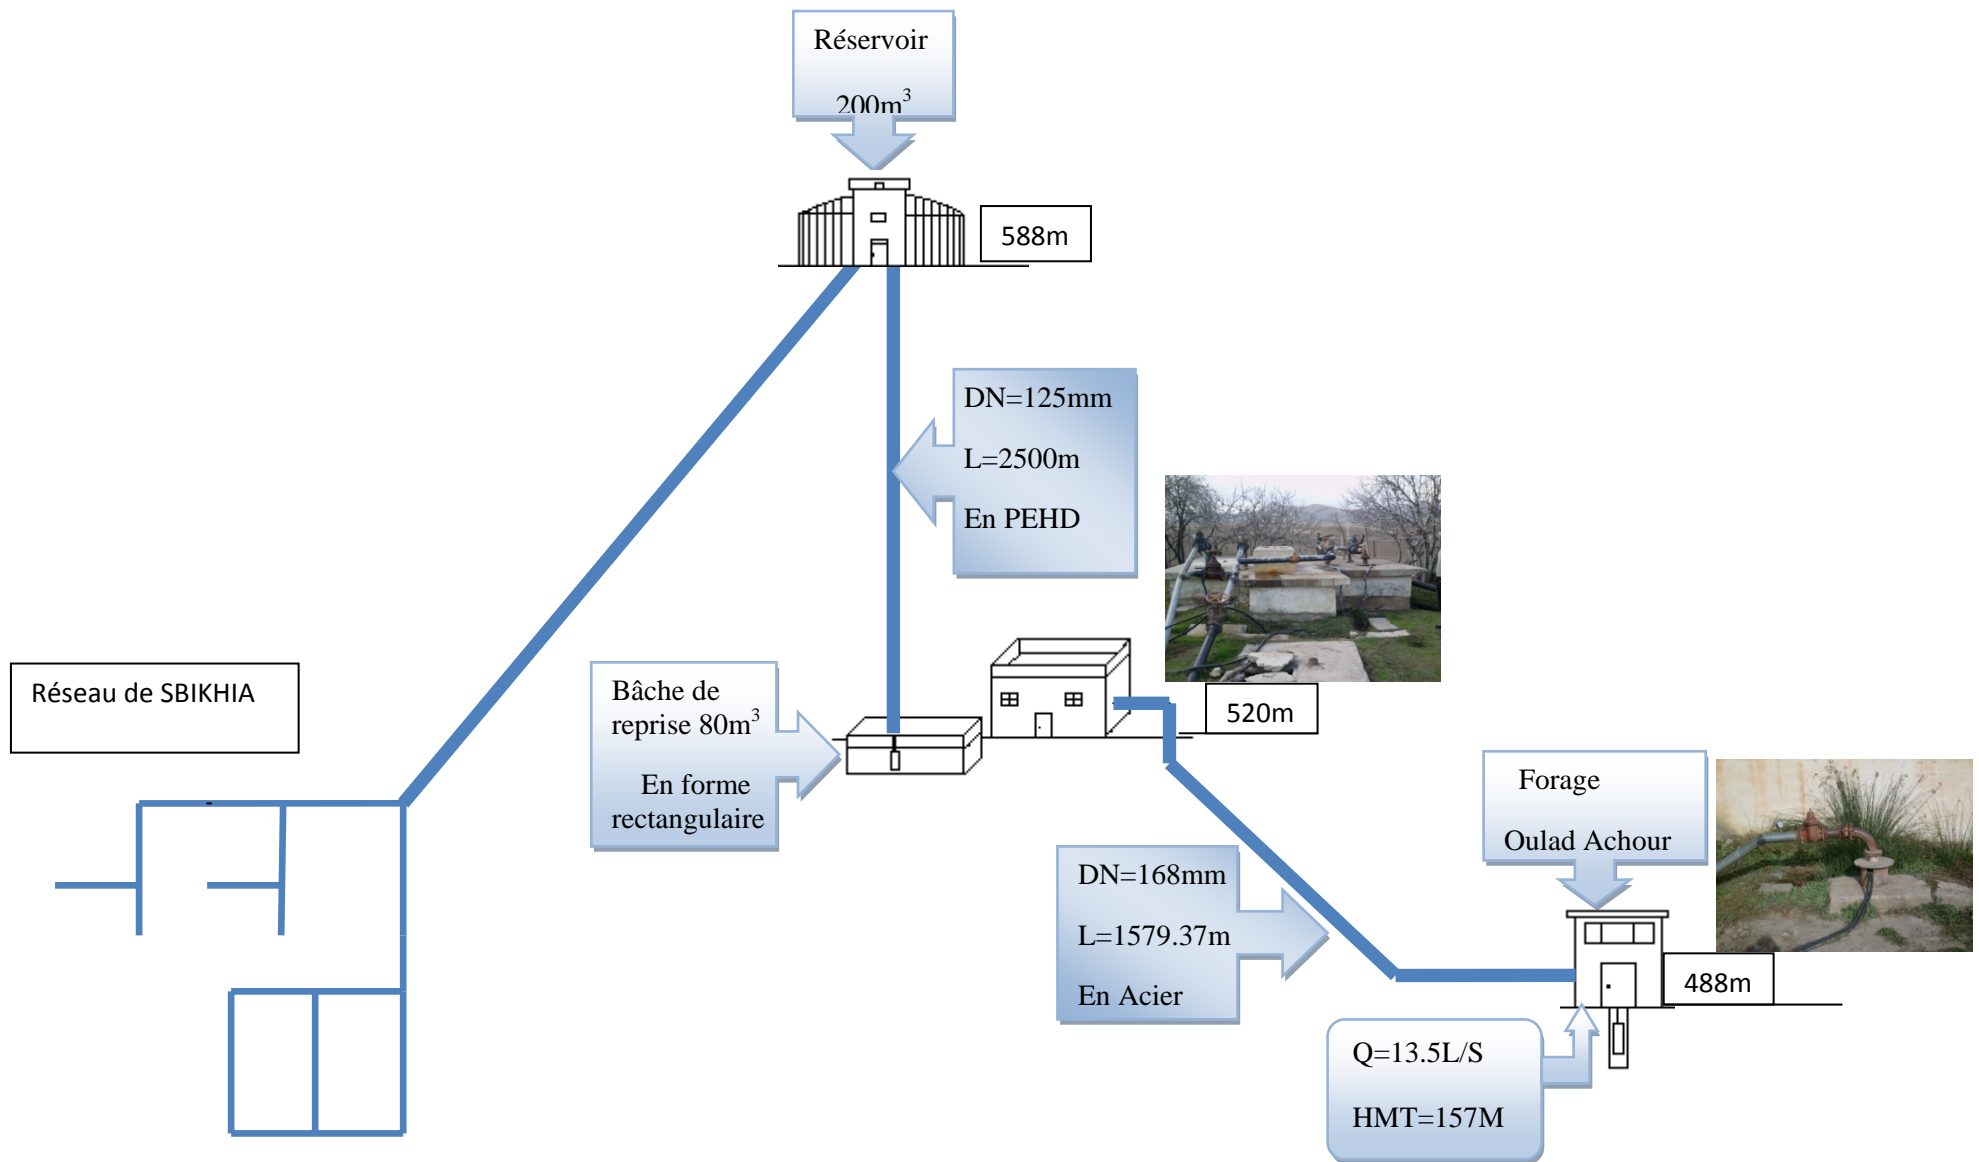 Réservoir
200m³
588m
DN=125mm
L=2500m
En PEHD
Réseau de SBIKHIA
Bâche de
reprise 80m³
En forme
rectangulaire
520m
Forage
Oulad Achour
DN=168mm
L=1579.37m
En Acier
488m
Q=13.5L/S
HMT=157M